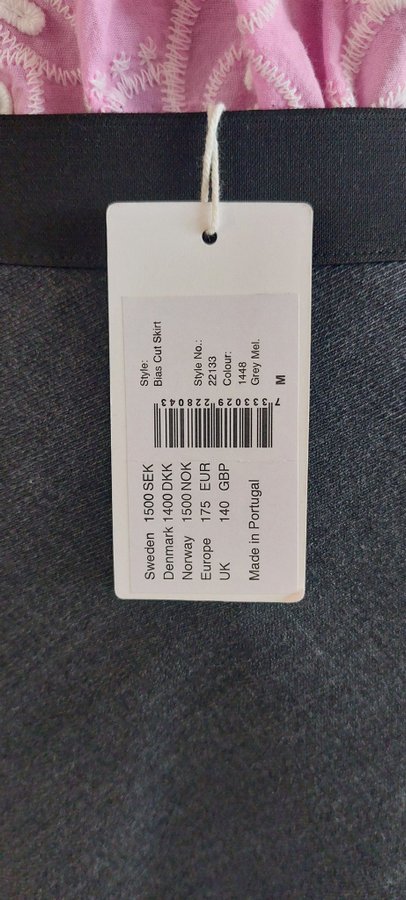 Style:
Bias Cut Skirt
Style No.:
22133
Colour:
1448
Grey Mel.
M
7 333029 228043
Sweden 1500 SEK
Denmark 1400 DKK
Norway 1500 NOK
Europe 175 EUR
UK 140 GBP
Made in Portugal